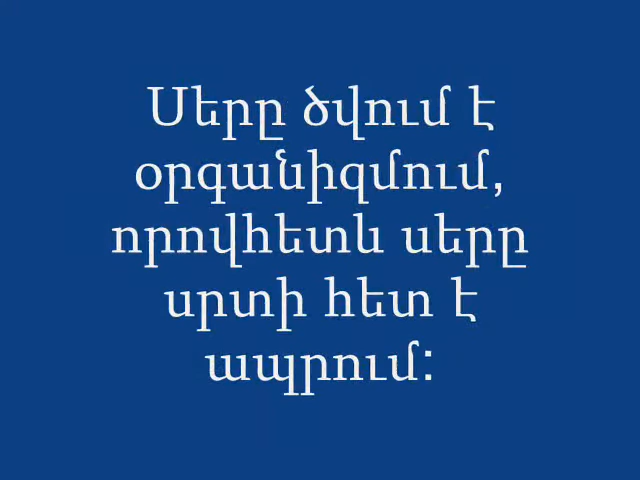 Սերը ծվում է
օրգանիզմում,
որովհետև սերը
սրտի հետ է
ապրում: